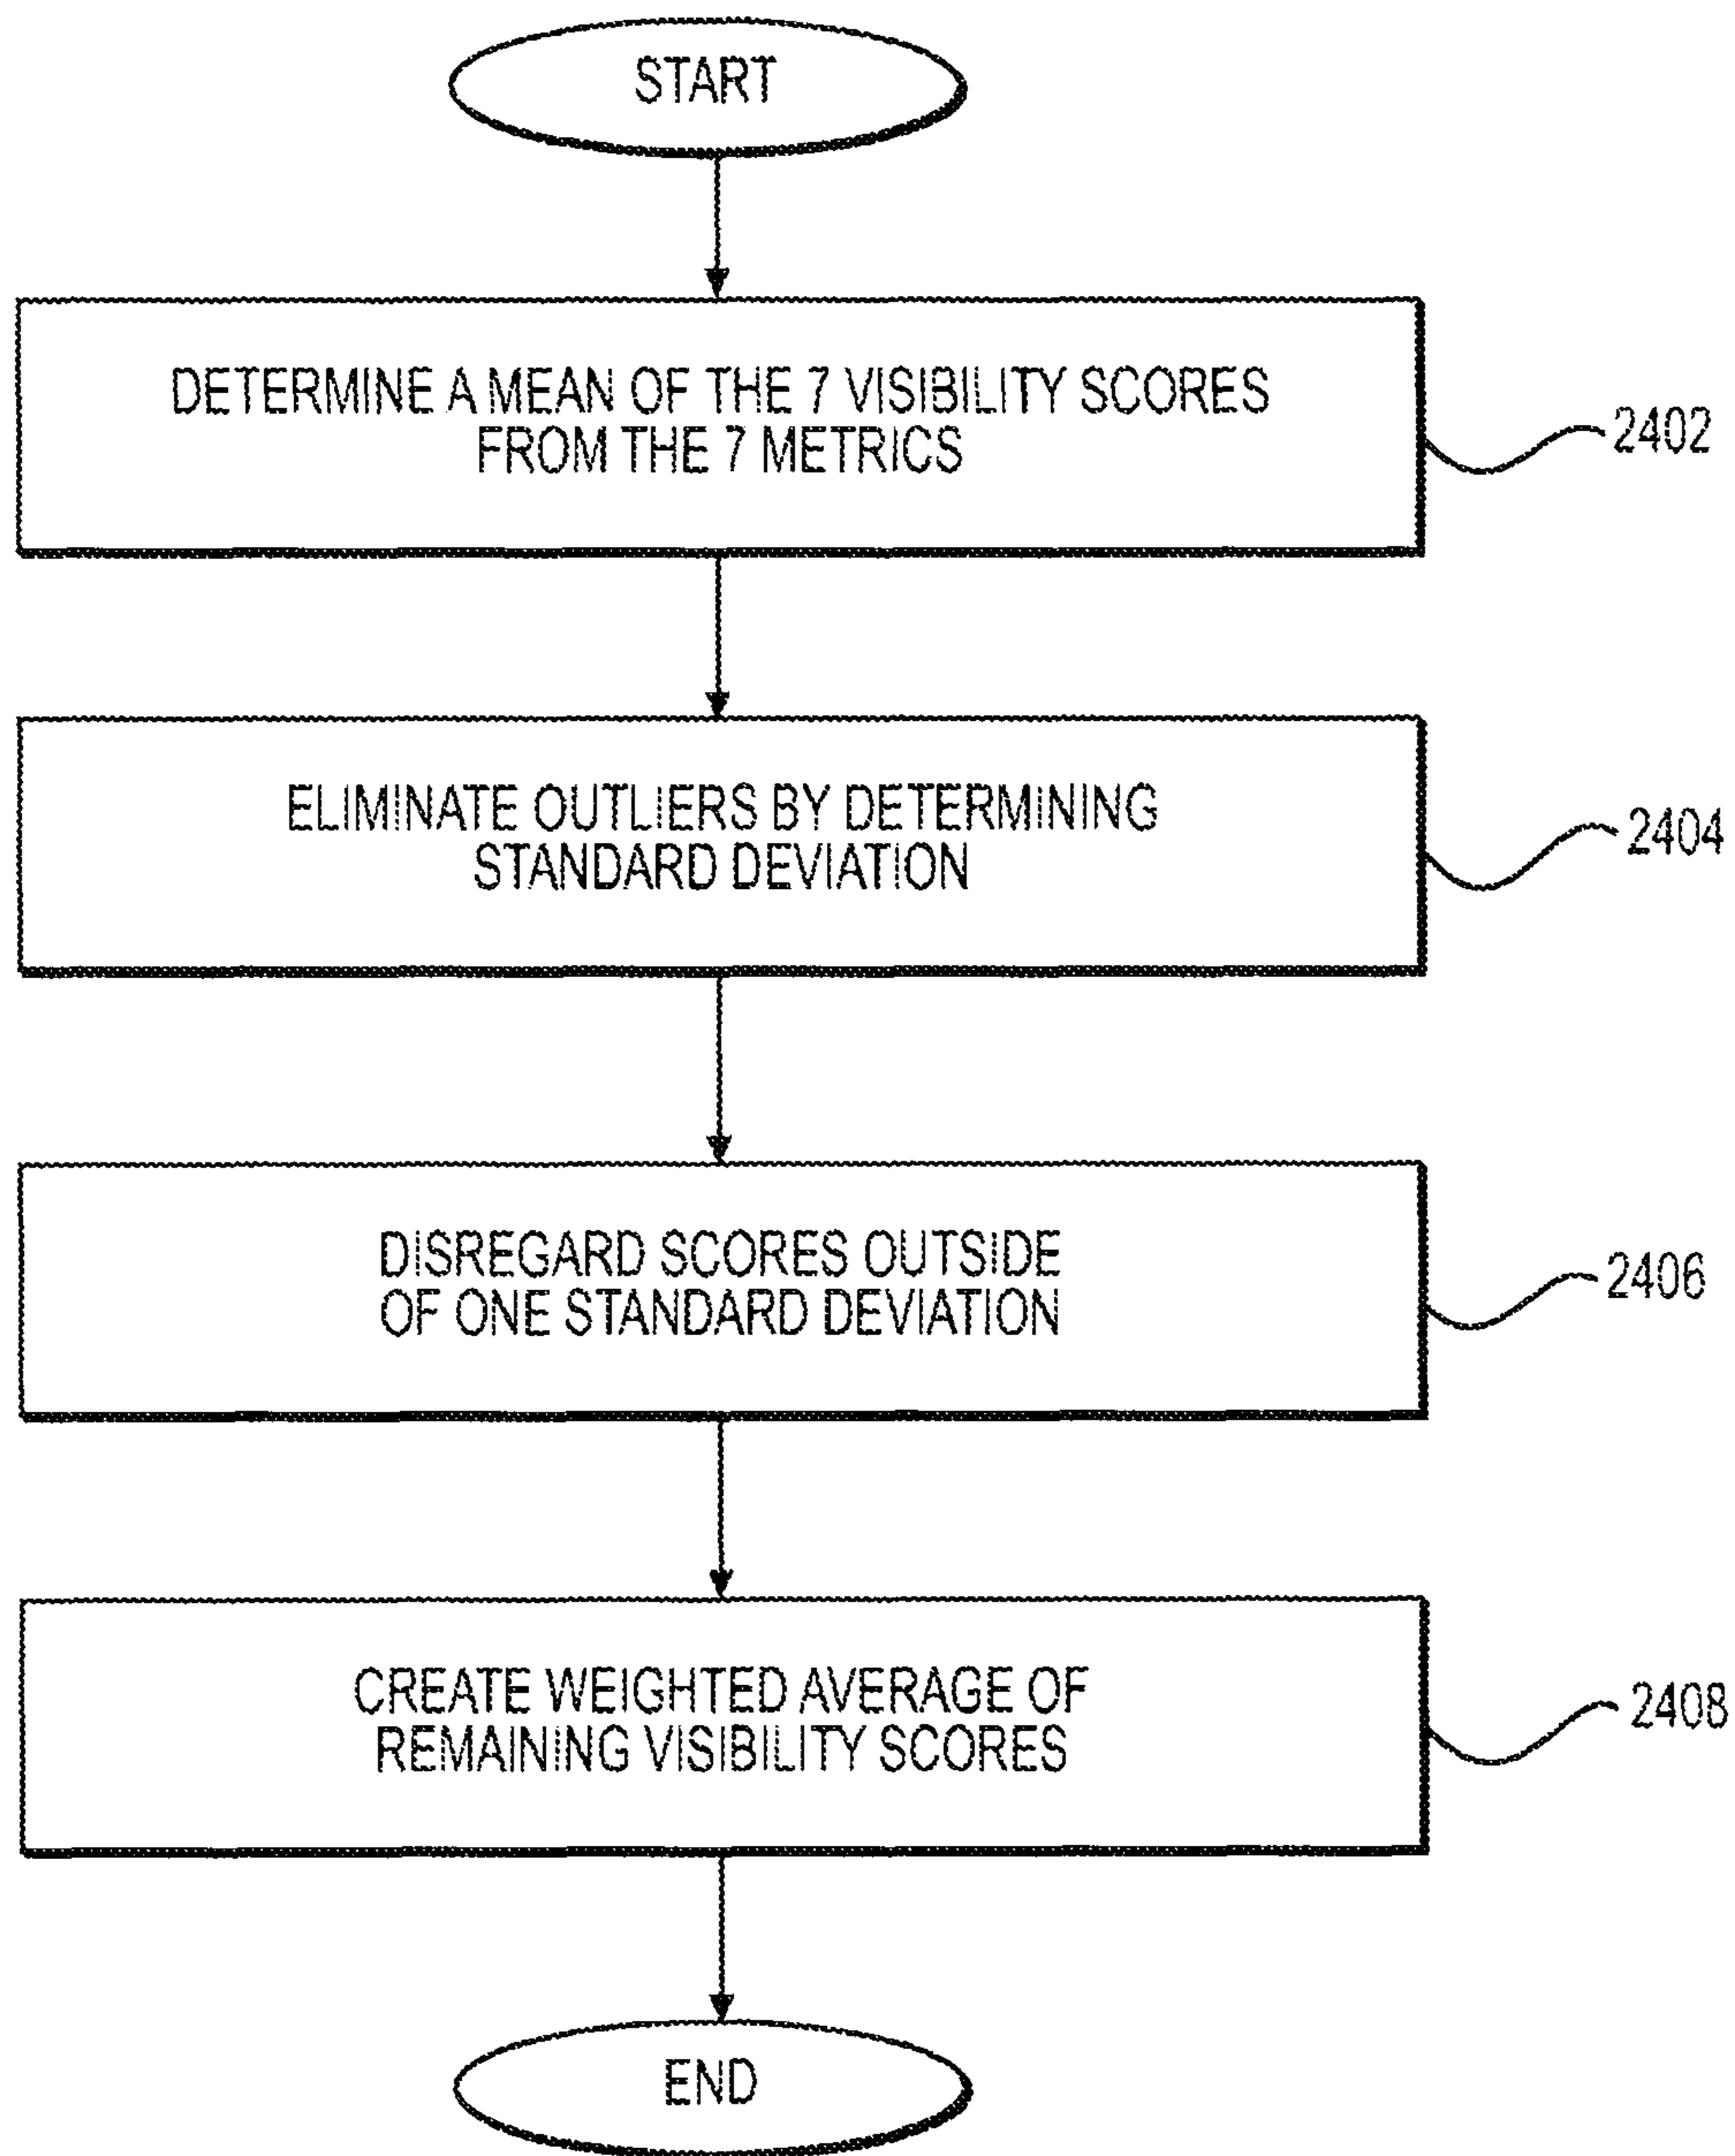 START
DETERMINE A MEAN OF THE 7 VISIBILITY SCORES
FROM THE 7 METRICS
2402
ELIMINATE OUTLIERS BY DETERMINING
STANDARD DEVIATION
2404
DISREGARD SCORES OUTSIDE
OF ONE STANDARD DEVIATION
2406
CREATE WEIGHTED AVERAGE OF
REMAINING VISIBILITY SCORES
2408
END